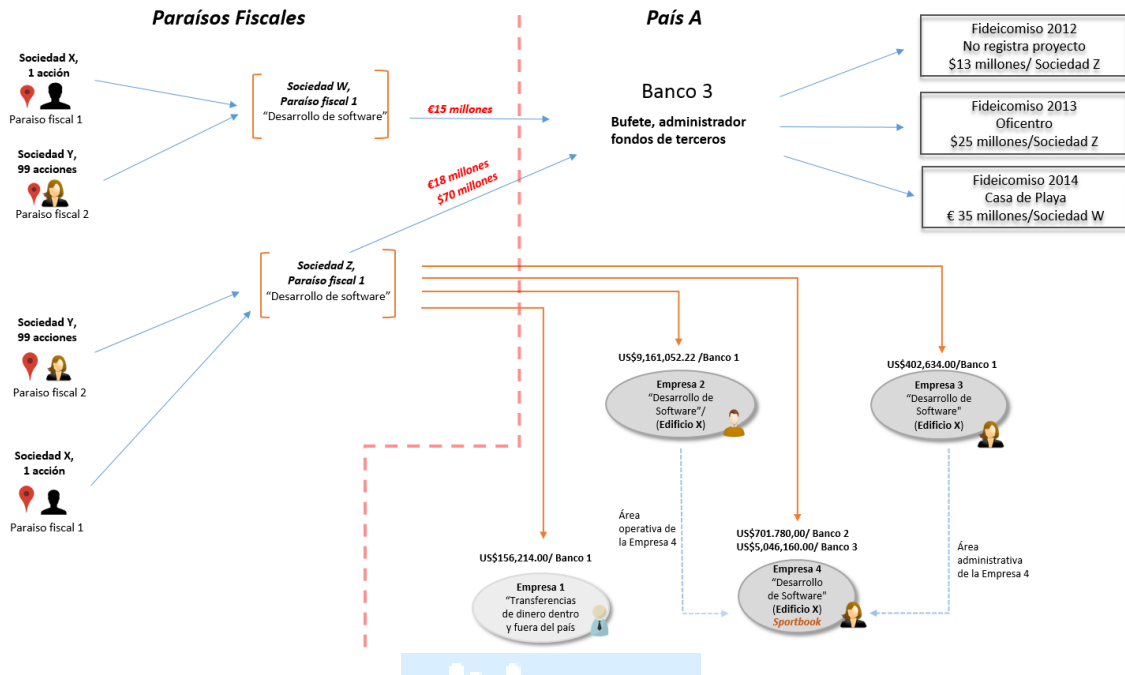 Paraísos Fiscales
País A
Sociedad X,
1 acción
Paraiso fiscal 1
Sociedad Y,
99 acciones
Paraiso fiscal 2
Sociedad W,
Paraíso fiscal 1
“Desarrollo de software”
€15 millones
€18 millones
$70 millones
Banco 3
Bufete, administrador
fondos de terceros
Fideicomiso 2012
No registra proyecto
$13 millones/ Sociedad Z
Fideicomiso 2013
Oficentro
$25 millones/Sociedad Z
Fideicomiso 2014
Casa de Playa
€ 35 millones/Sociedad W
Sociedad Z,
Paraíso fiscal 1
“Desarrollo de software”
Sociedad Y,
99 acciones
Paraiso fiscal 2
Sociedad X,
1 acción
Paraiso fiscal 1
US$9,161,052.22 /Banco 1
Empresa 2
“Desarrollo de
Software”/
(Edificio X)
US$402,634.00/Banco 1
Empresa 3
“Desarrollo de
Software"
(Edificio X)
Área
operativa de
la Empresa 4
Área
administrativa
de la Empresa 4
US$156,214.00/ Banco 1
Empresa 1
“Transferencias
de dinero dentro
y fuera del país
US$701.780,00/ Banco 2
US$5,046,160.00/ Banco 3
Empresa 4
“Desarrollo
de Software"
(Edificio X)
Sportbook